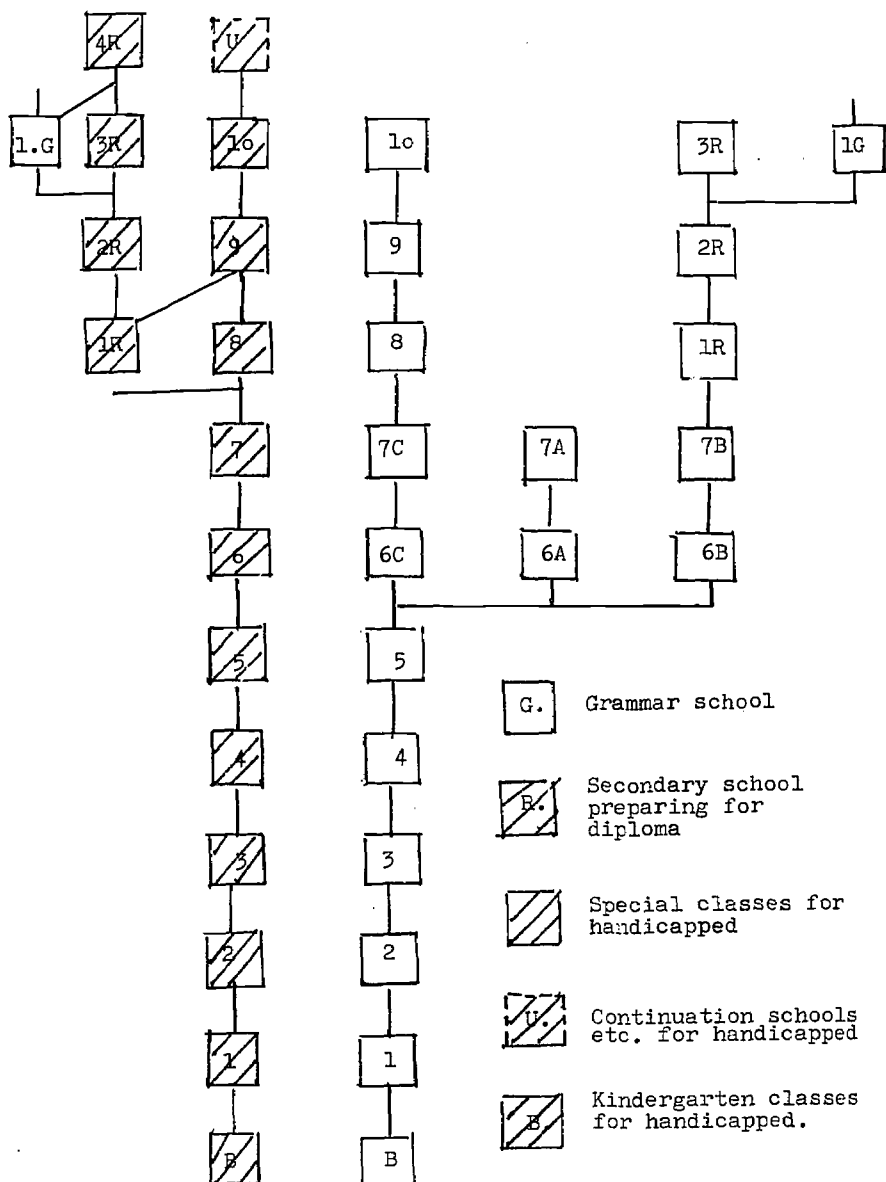 4R U
1.G 3R 1o 1o 3R 1G
2R 9 9 2R
1R 8 8 1R
7 7C 7A 7B
6 6C 6A 6B
5 5
4 4
3 3
2 2
1 1
B B
G. Grammar school
R. Secondary school
preparing for
diploma
Special classes for
handicapped
U. Continuation schools
etc. for handicapped
B. Kindergarten classes
for handicapped.